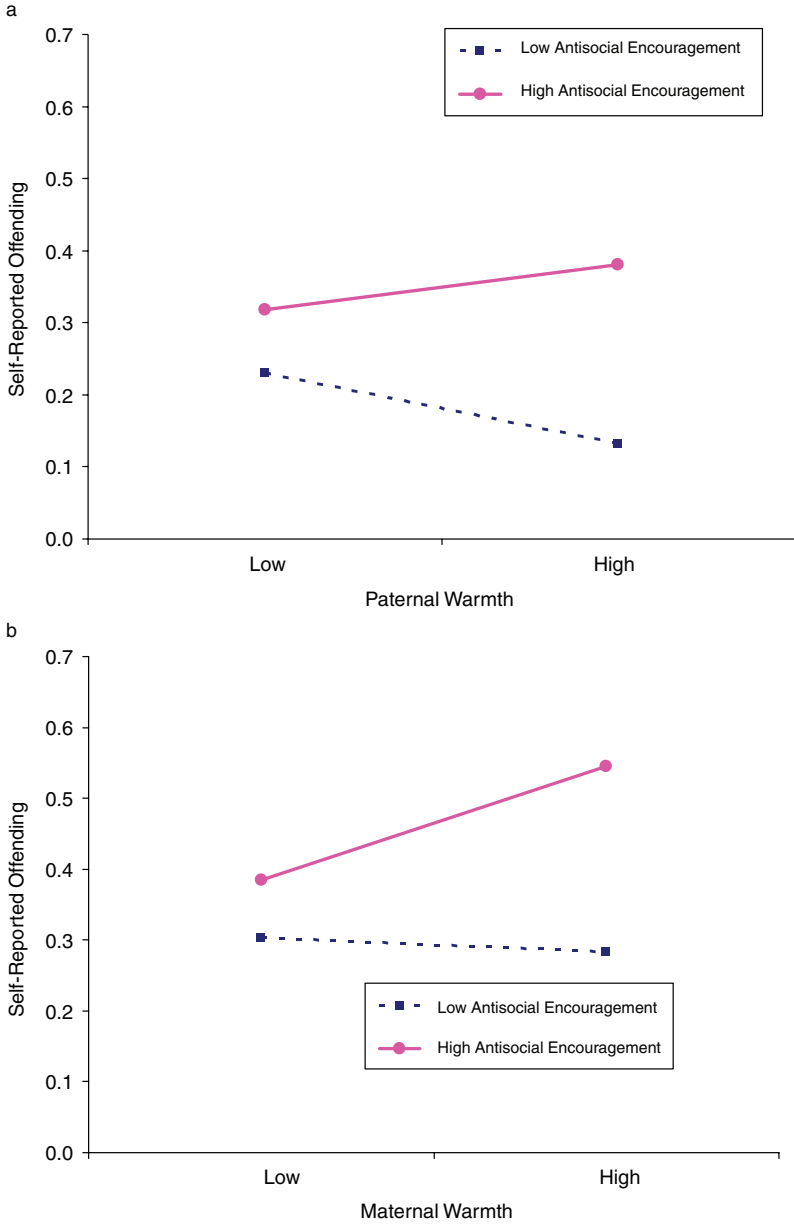 a
0.7
0.6
0.5
0.4
0.3
0.2
0.1
0.0
Self-Reported Offending
Low Antisocial Encouragement
High Antisocial Encouragement
Low High
Paternal Warmth
b
0.7
0.6
0.5
0.4
0.3
0.2
0.1
0.0
Self-Reported Offending
Low Antisocial Encouragement
High Antisocial Encouragement
Low High
Maternal Warmth